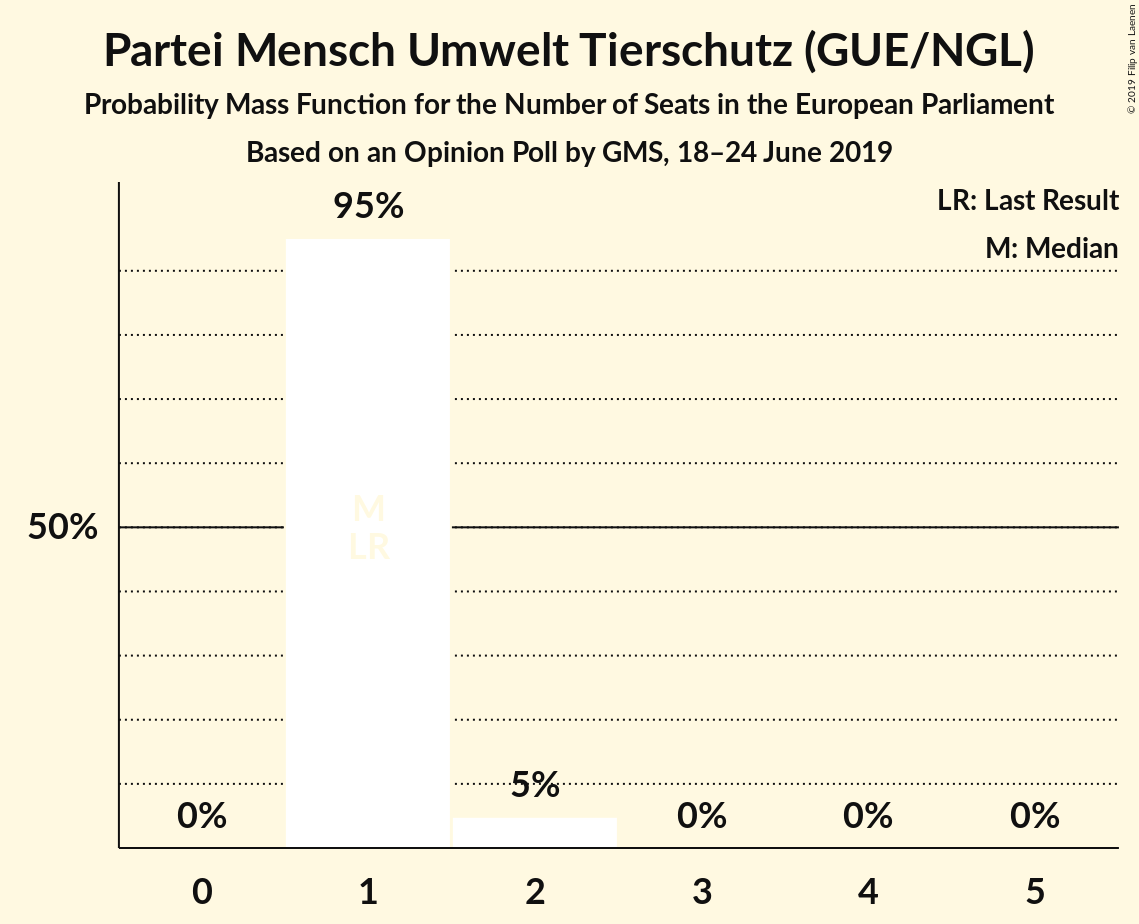 Partei Mensch Umwelt Tierschutz (GUE/NGL)
Probability Mass Function for the Number of Seats in the European Parliament
Based on an Opinion Poll by GMS, 18–24 June 2019
© 2019 Filip van Laenen
LR: Last Result
M: Median
95%
50%
M
LR
0%
5%
0%
0%
0%
0
1
2
3
4
5